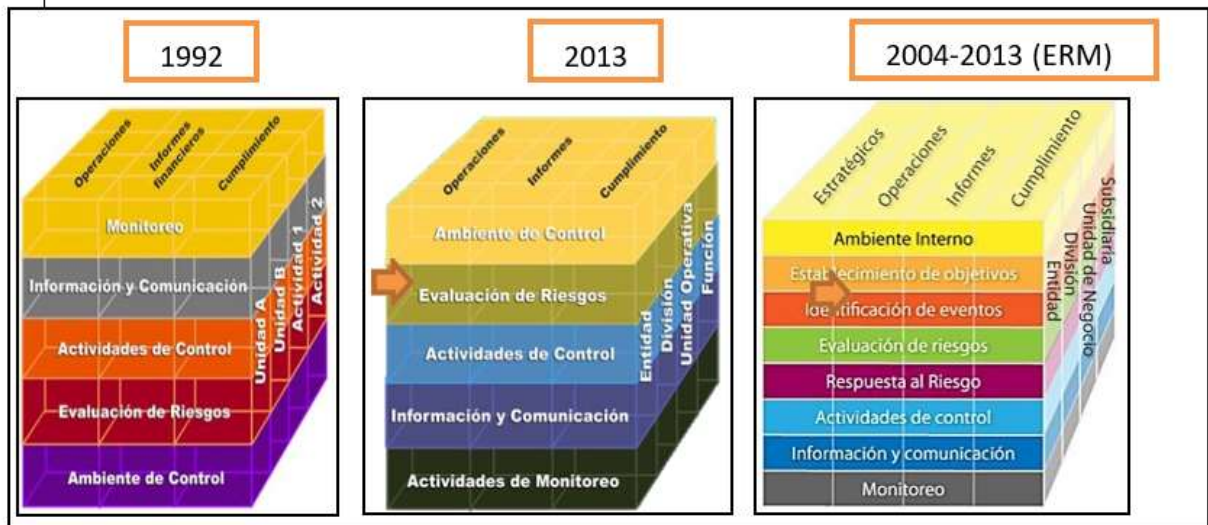 1992
Operaciones
Informes
financieros
Cumplimiento
Monitoreo
Información y Comunicación
Actividades de Control
Evaluación de Riesgos
Ambiente de Control
Unidad A
Unidad B
Actividad 1
Actividad 2
2013
Operaciones
Informes
Cumplimiento
Ambiente de Control
Evaluación de Riesgos
Actividades de Control
Información y Comunicación
Actividades de Monitoreo
Entidad
División
Unidad Operativa
Función
2004-2013 (ERM)
Estratégicos
Operaciones
Informes
Cumplimiento
Ambiente Interno
Establecimiento de objetivos
Identificación de eventos
Evaluación de riesgos
Respuesta al Riesgo
Actividades de control
Información y comunicación
Monitoreo
Entidad
División
Unidad de Negocio
Subsidiaria